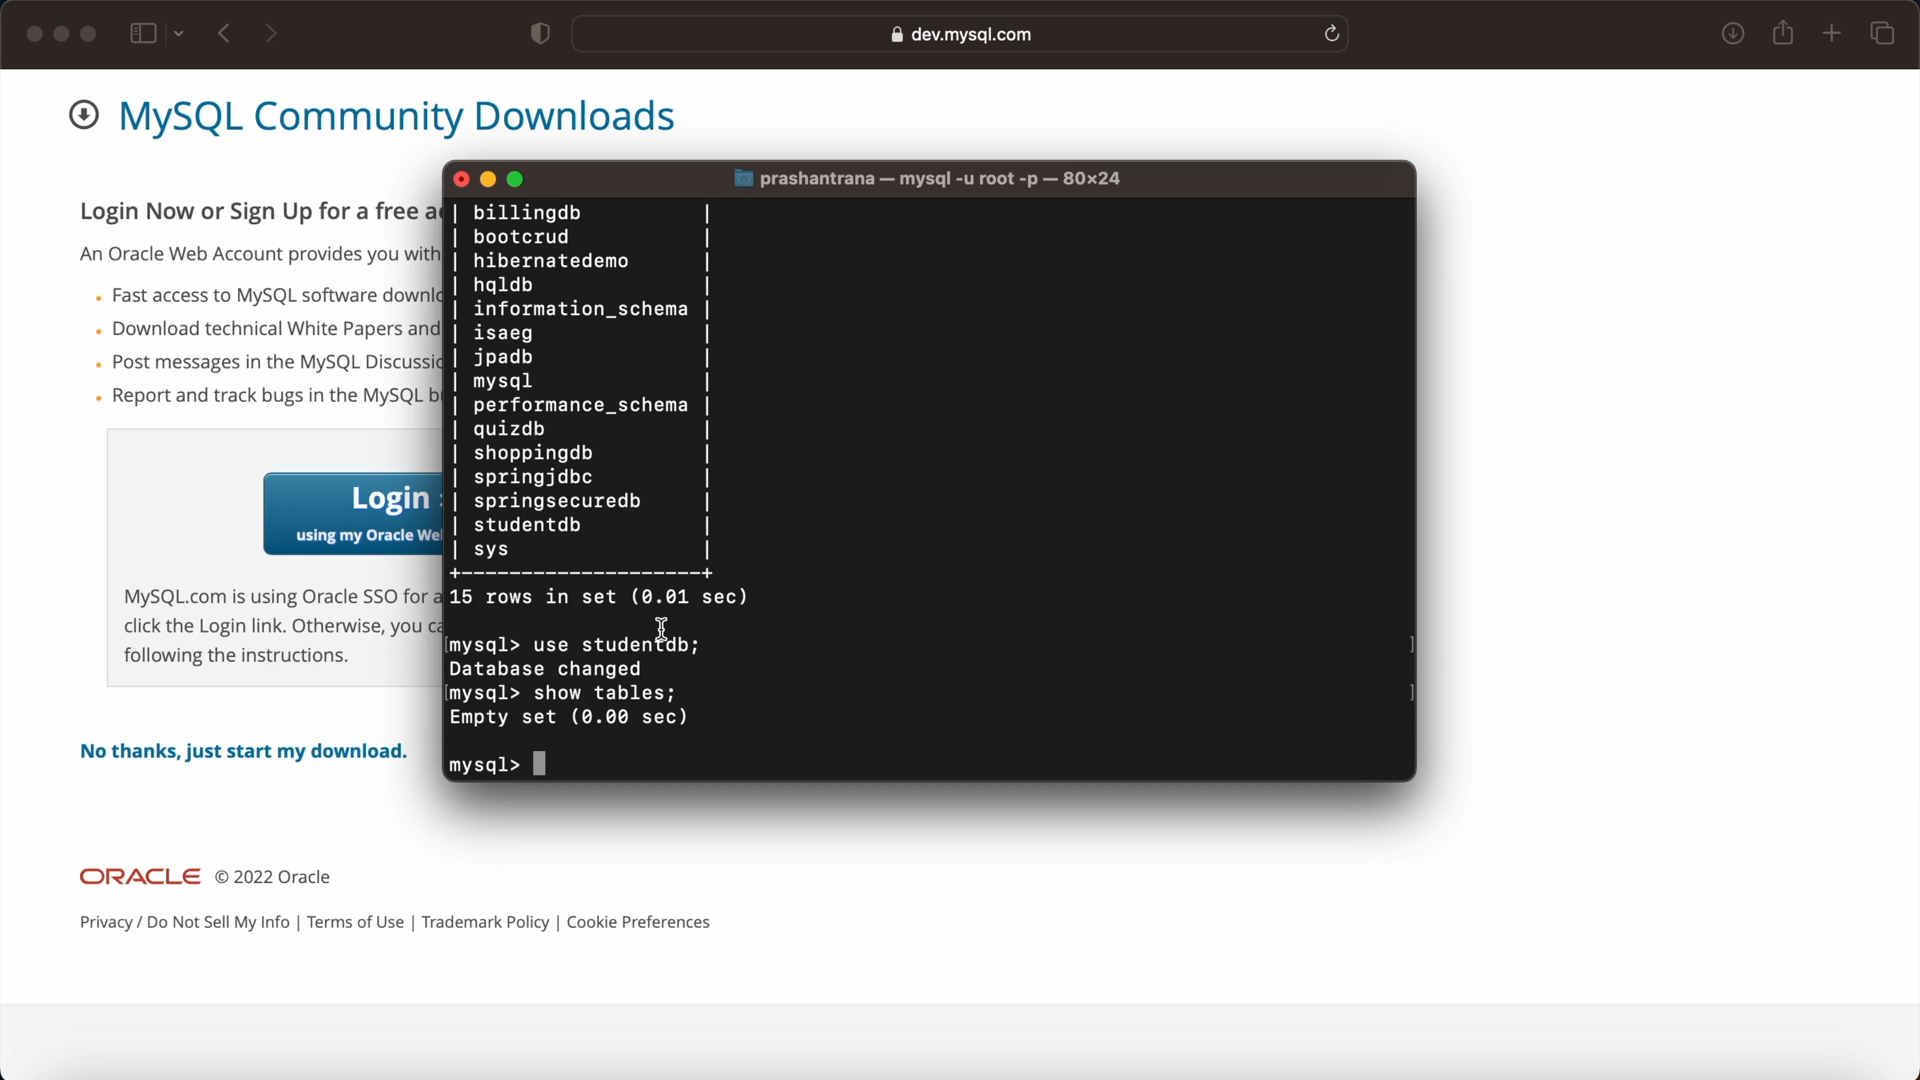 dev.mysql.com
MySQL Community Downloads
Login Now or Sign Up for a free a
An Oracle Web Account provides you with
Fast access to MySQL software downlo
Download technical White Papers and
Post messages in the MySQL Discussio
Report and track bugs in the MySQL b
Login
using my Oracle We
MySQL.com is using Oracle SSO for a
click the Login link. Otherwise, you ca
following the instructions.
No thanks, just start my download.
ORACLE © 2022 Oracle
Privacy / Do Not Sell My Info | Terms of Use | Trademark Policy | Cookie Preferences
prashantrana — mysql -u root -p — 80×24
| billingdb |
| bootcrud |
| hibernatedemo |
| hqldb |
| information_schema |
| isaeg |
| jpadb |
| mysql |
| performance_schema |
| quizdb |
| shoppingdb |
| springjdbc |
| springsecuredb |
| studentdb |
| sys |
+--------------------+
15 rows in set (0.01 sec)
[mysql> use studentdb; ]
Database changed
[mysql> show tables; ]
Empty set (0.00 sec)
mysql>